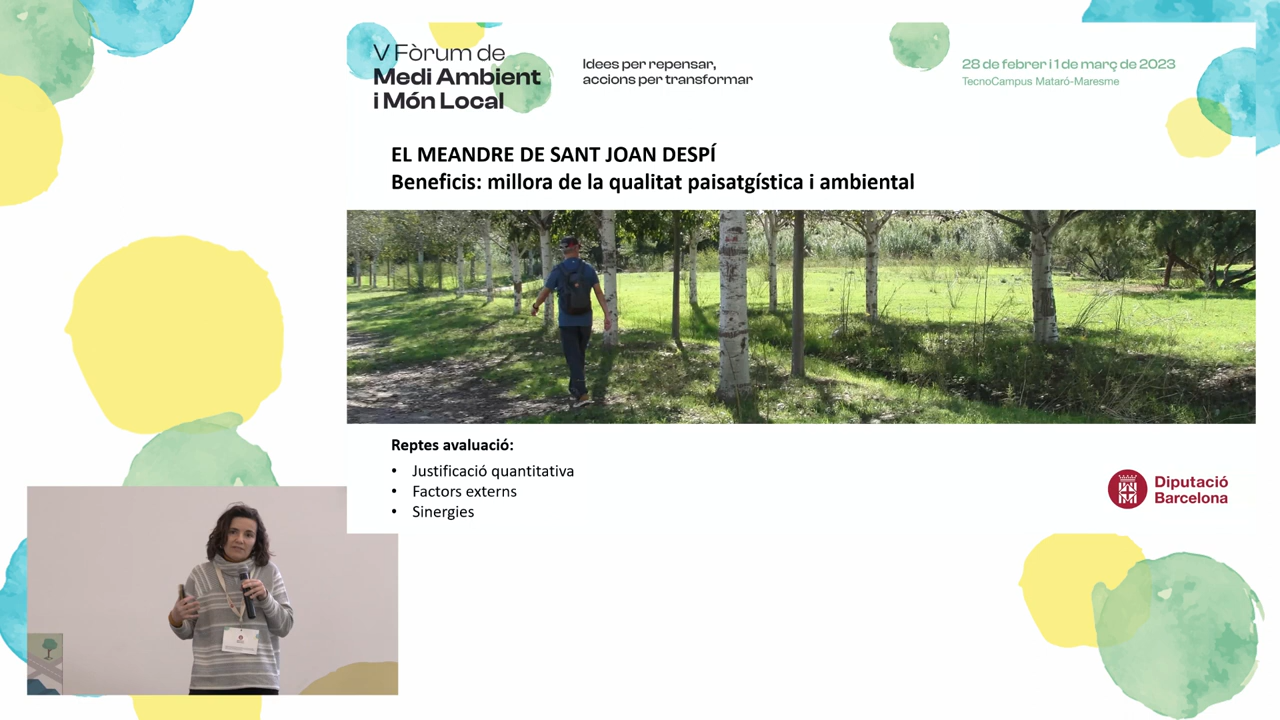 V Fòrum de
Medi Ambient
i Món Local
Idees per repensar,
accions per transformar
28 de febrer i 1 de març de 2023
TecnoCampus Mataró-Maresme
EL MEANDRE DE SANT JOAN DESPÍ
Beneficis: millora de la qualitat paisatgística i ambiental
Reptes avaluació:
• Justificació quantitativa
• Factors externs
• Sinergies
Diputació
Barcelona